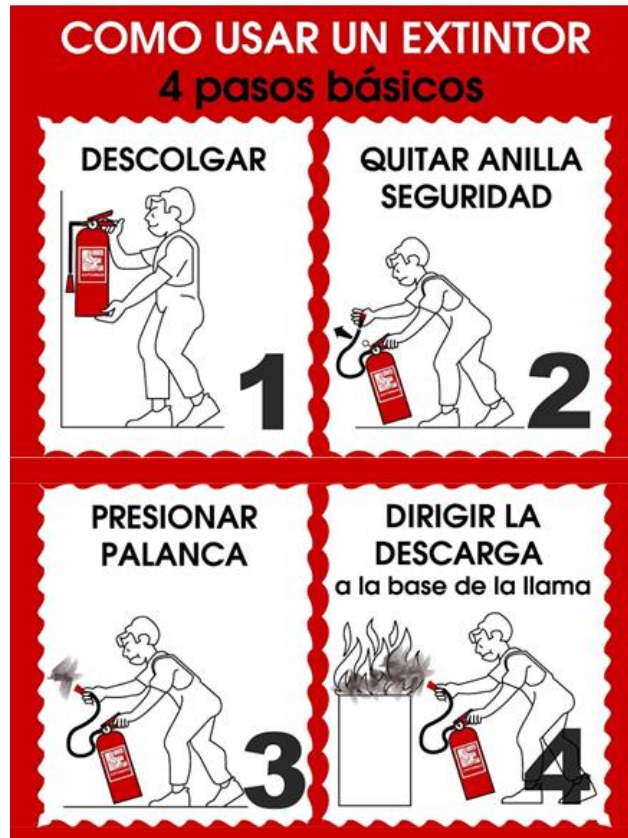 COMO USAR UN EXTINTOR
4 pasos básicos
DESCOLGAR
1
QUITAR ANILLA
SEGURIDAD
2
PRESIONAR
PALANCA
3
DIRIGIR LA
DESCARGA
a la base de la llama
4